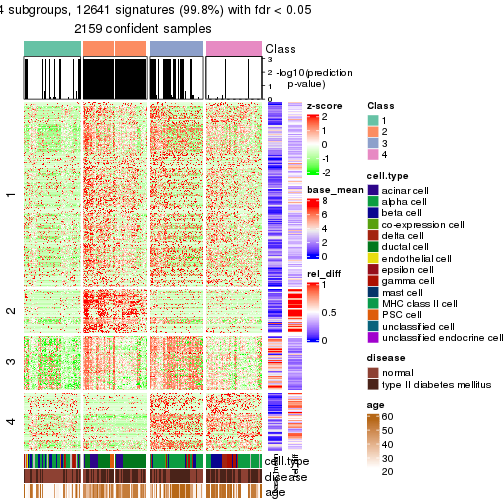 4 subgroups, 12641 signatures (99.8%) with fdr < 0.05
2159 confident samples
Class
3
2
1
0
-log10(prediction
p-value)
1
2
3
4
z-score
2
1
0
-1
-2
base_mean
8
6
4
2
0
rel_diff
1
0.5
0
Class
1
2
3
4
cell.type
acinar cell
alpha cell
beta cell
co-expression cell
delta cell
ductal cell
endothelial cell
epsilon cell
gamma cell
mast cell
MHC class II cell
PSC cell
unclassified cell
unclassified endocrine cell
disease
normal
type II diabetes mellitus
age
60
50
40
30
20
cell.type
disease
age